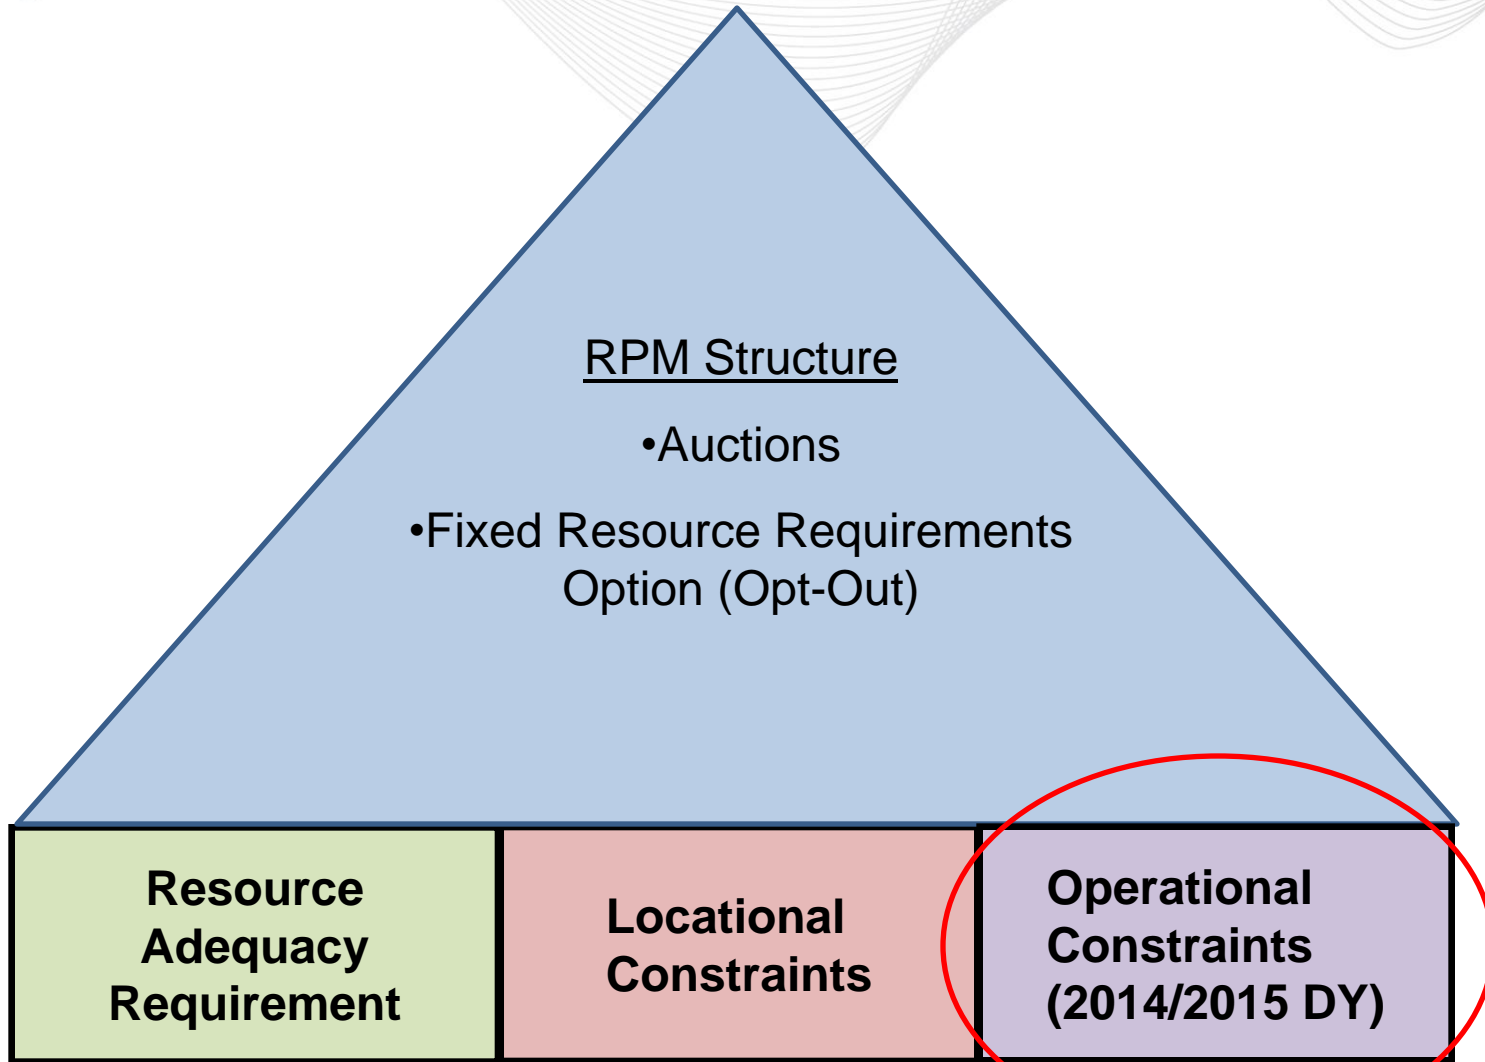 RPM Structure
•Auctions
•Fixed Resource Requirements
Option (Opt-Out)
Resource
Adequacy
Requirement
Locational
Constraints
Operational
Constraints
(2014/2015 DY)